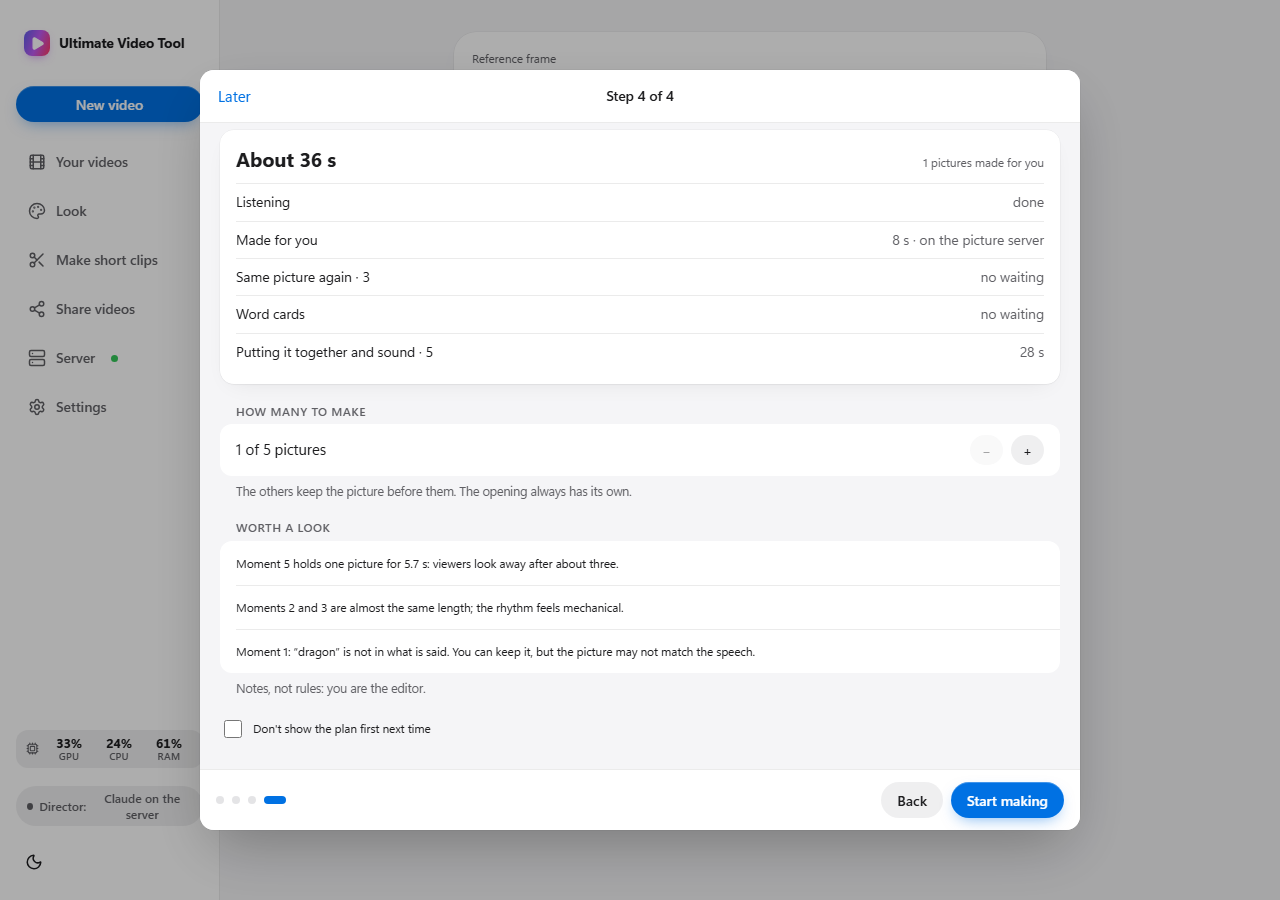 Ultimate Video Tool
New video
Your videos
Look
Make short clips
Share videos
Server
Settings
33% 24% 61%
GPU CPU RAM
Director: Claude on the
server
Reference frame
Later
Step 4 of 4
About 36 s
1 pictures made for you
Listening
done
Made for you
8 s · on the picture server
Same picture again · 3
no waiting
Word cards
no waiting
Putting it together and sound · 5
28 s
HOW MANY TO MAKE
1 of 5 pictures
–
+
The others keep the picture before them. The opening always has its own.
WORTH A LOOK
Moment 5 holds one picture for 5.7 s: viewers look away after about three.
Moments 2 and 3 are almost the same length; the rhythm feels mechanical.
Moment 1: “dragon” is not in what is said. You can keep it, but the picture may not match the speech.
Notes, not rules: you are the editor.
Don't show the plan first next time
Back
Start making